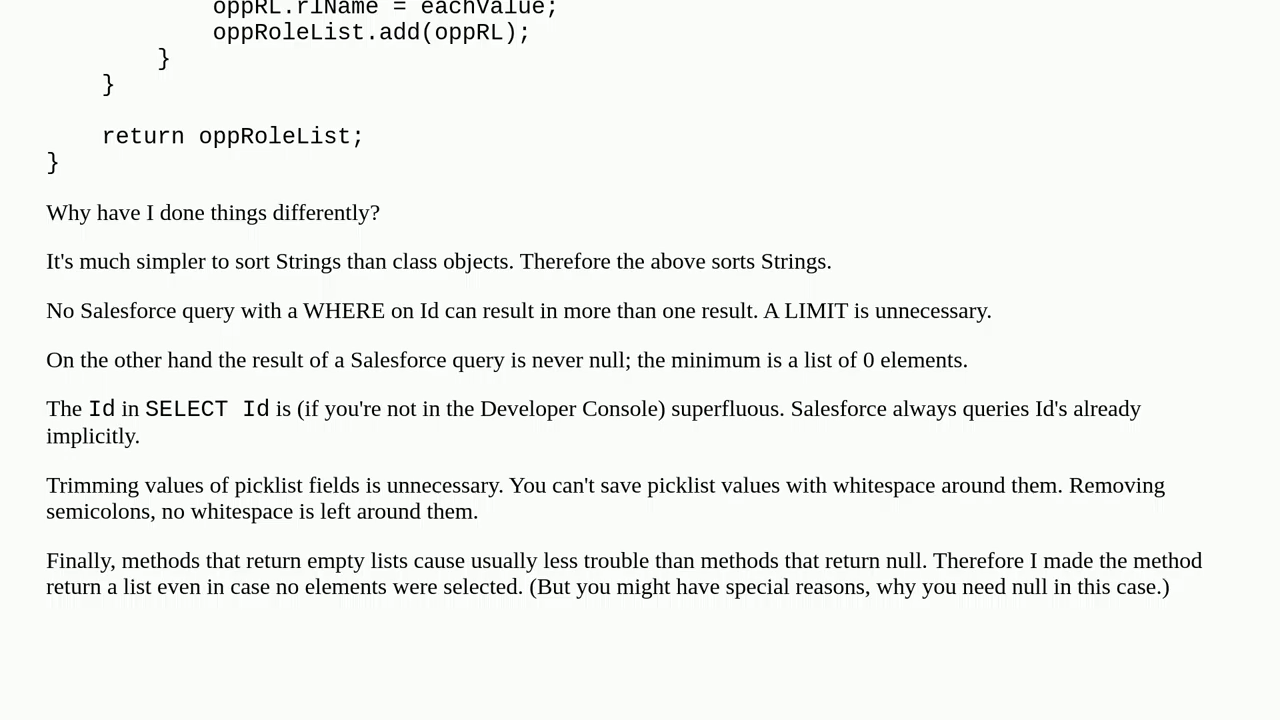 oppRL.rlName = eachValue;
oppRoleList.add(oppRL);
}
}
return oppRoleList;
}
Why have I done things differently?
It's much simpler to sort Strings than class objects. Therefore the above sorts Strings.
No Salesforce query with a WHERE on Id can result in more than one result. A LIMIT is unnecessary.
On the other hand the result of a Salesforce query is never null; the minimum is a list of 0 elements.
The Id in SELECT Id is (if you're not in the Developer Console) superfluous. Salesforce always queries Id's already
implicitly.
Trimming values of picklist fields is unnecessary. You can't save picklist values with whitespace around them. Removing
semicolons, no whitespace is left around them.
Finally, methods that return empty lists cause usually less trouble than methods that return null. Therefore I made the method
return a list even in case no elements were selected. (But you might have special reasons, why you need null in this case.)